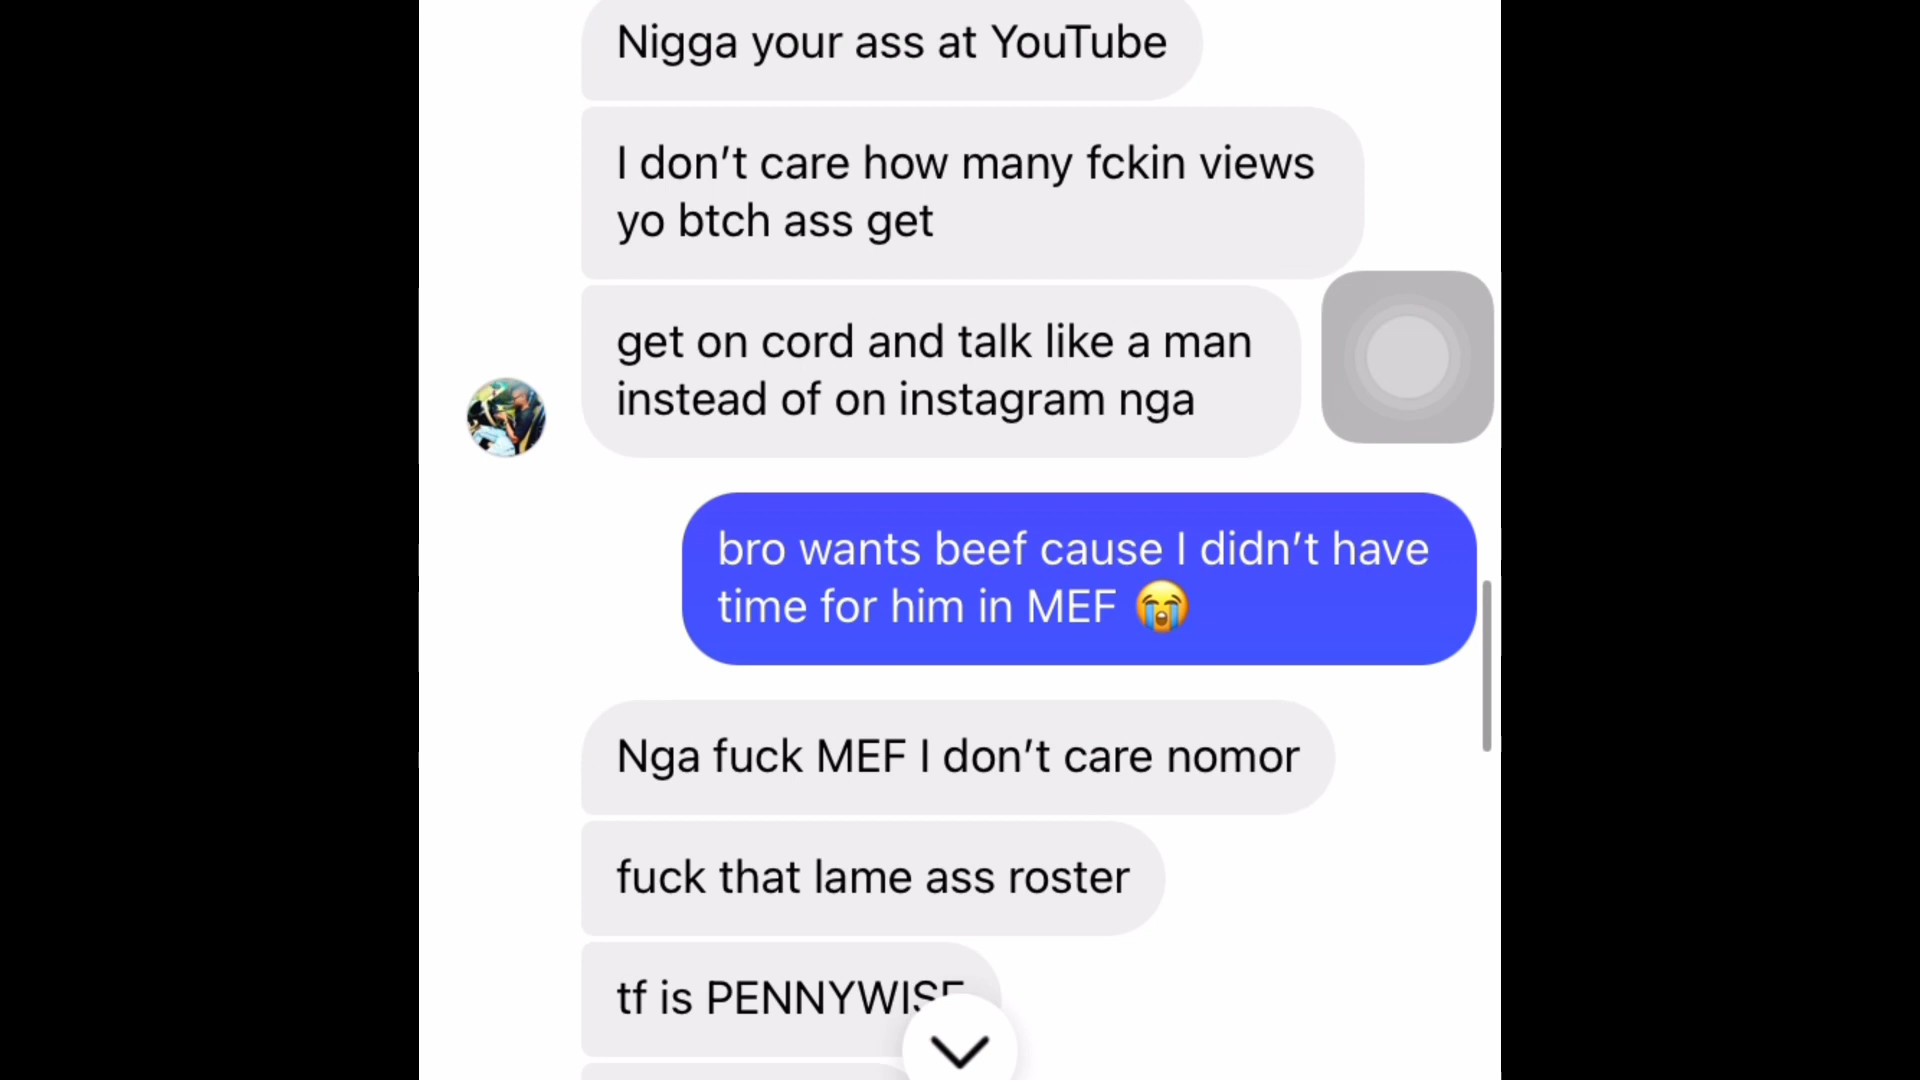 Nigga your ass at YouTube
I don't care how many fckin views
yo btch ass get
get on cord and talk like a man
instead of on instagram nga
bro wants beef cause I didn't have
time for him in MEF 😭
Nga fuck MEF I don't care nomor
fuck that lame ass roster
tf is PENNYWISE